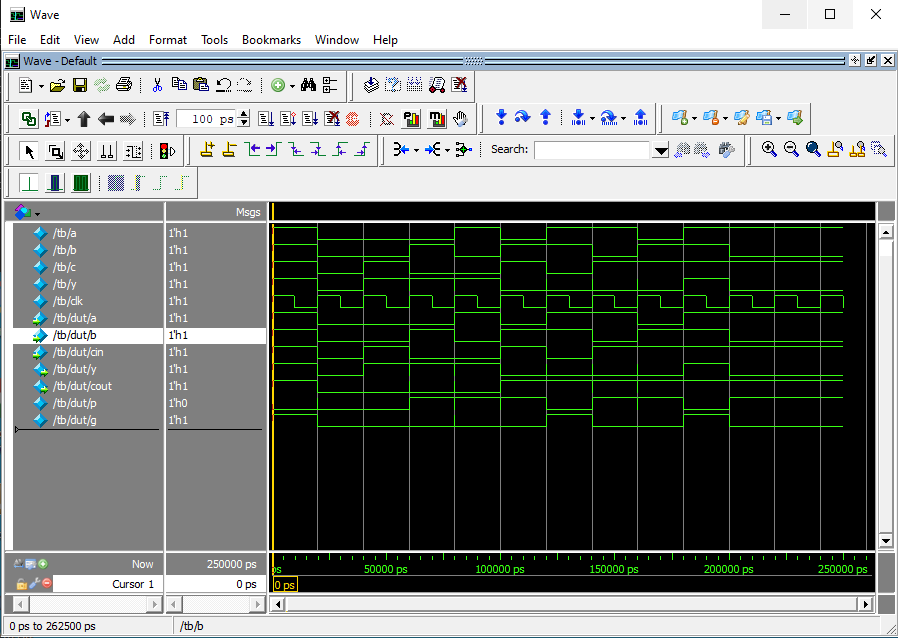 Wave
File Edit View Add Format Tools Bookmarks Window Help
Wave - Default
100 ps
Search:
Msgs
/tb/a 1'h1
/tb/b 1'h1
/tb/c 1'h1
/tb/y 1'h1
/tb/clk 1'h1
/tb/dut/a 1'h1
/tb/dut/b 1'h1
/tb/dut/cin 1'h1
/tb/dut/y 1'h1
/tb/dut/cout 1'h1
/tb/dut/p 1'h0
/tb/dut/g 1'h1
Now 250000 ps ps 50000 ps 100000 ps 150000 ps 200000 ps 250000 ps
Cursor 1 0 ps 0 ps
0 ps to 262500 ps /tb/b